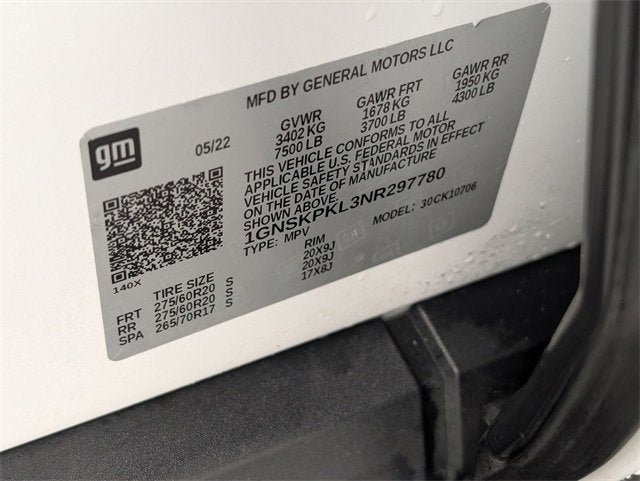 MFD BY GENERAL MOTORS LLC
gm
05/22
GVWR GAWR FRT GAWR RR
3402 KG 1678 KG 1950 KG
7500 LB 3700 LB 4300 LB
THIS VEHICLE CONFORMS TO ALL
APPLICABLE U.S. FEDERAL MOTOR
VEHICLE SAFETY STANDARDS IN EFFECT
ON THE DATE OF MANUFACTURE
SHOWN ABOVE.
1GNSKPKL3NR297780
TYPE: MPV MODEL: 30CK10706
140X
TIRE SIZE RIM
FRT 275/60R20 S 20X9J
RR 275/60R20 S 20X9J
SPA 265/70R17 S 17X8J